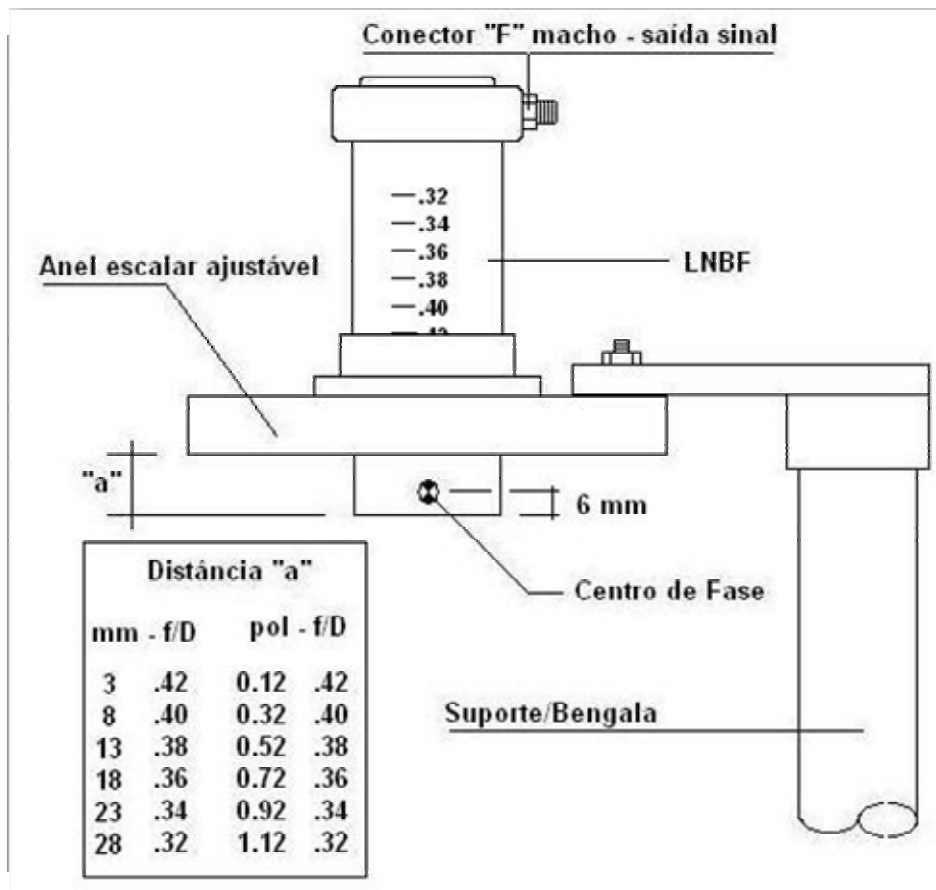 Conector "F" macho - saída sinal
.32
.34
.36
.38
.40
Anel escalar ajustável
LNBF
"a"
6 mm
Centro de Fase
Suporte/Bengala
Distáncia "a"
mm - f/D pol - f/D
3 .42 0.12 .42
8 .40 0.32 .40
13 .38 0.52 .38
18 .36 0.72 .36
23 .34 0.92 .34
28 .32 1.12 .32